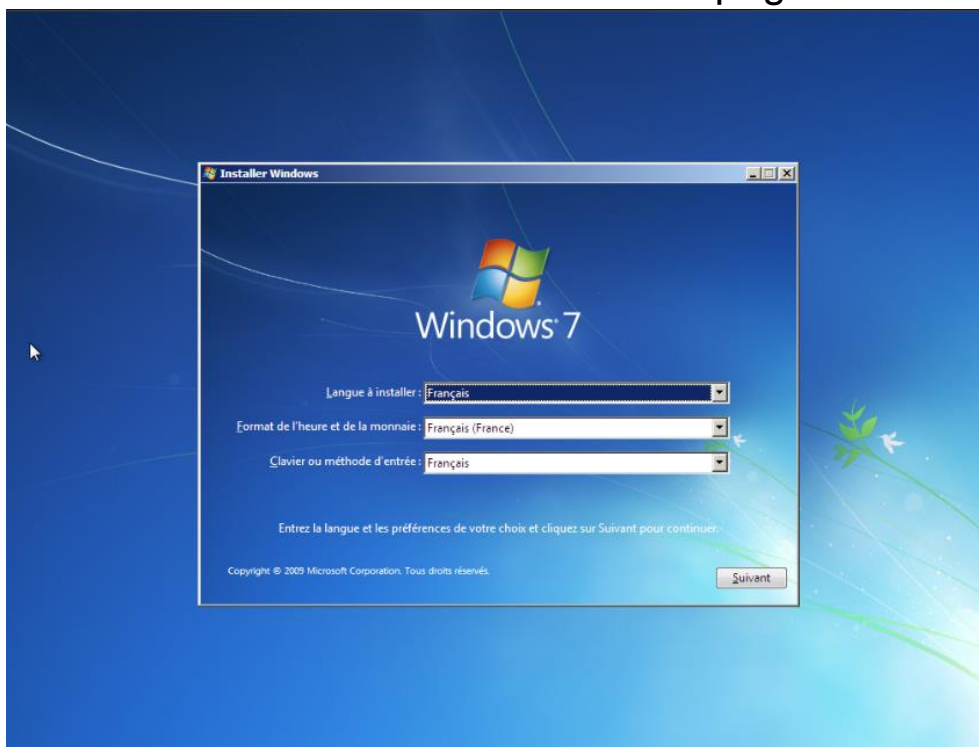 Installer Windows
Windows 7
Langue à installer : Français
Format de l'heure et de la monnaie : Français (France)
Clavier ou méthode d'entrée : Français
Entrez la langue et les préférences de votre choix et cliquez sur Suivant pour continuer.
Copyright © 2009 Microsoft Corporation. Tous droits réservés.
Suivant